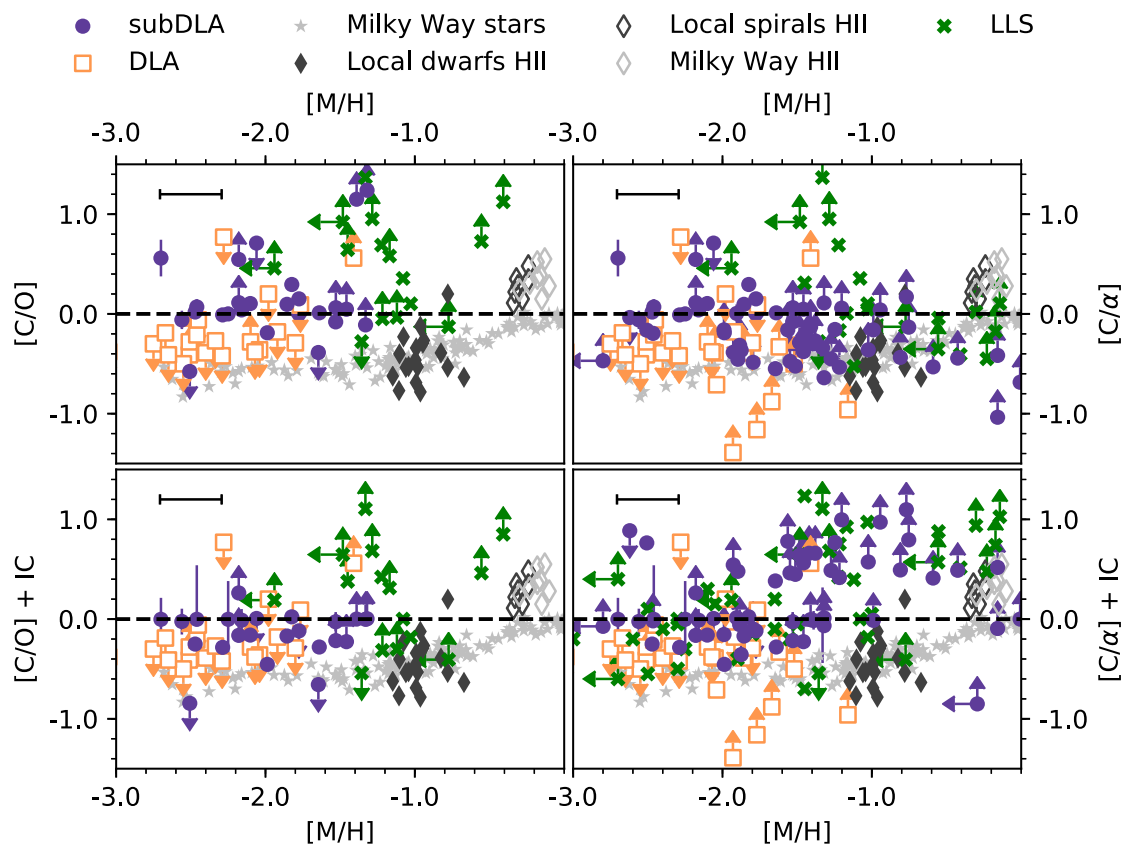 subDLA Milky Way stars Local spirals HII LLS
DLA Local dwarfs HII Milky Way HII
[M/H] [M/H]
-3.0 -2.0 -1.0 -3.0 -2.0 -1.0
1.0 1.0
0.0 0.0
-1.0 -1.0
[C/O] [C/α]
1.0 1.0
0.0 0.0
-1.0 -1.0
[C/O] + IC [C/α] + IC
-3.0 -2.0 -1.0 -3.0 -2.0 -1.0
[M/H] [M/H]